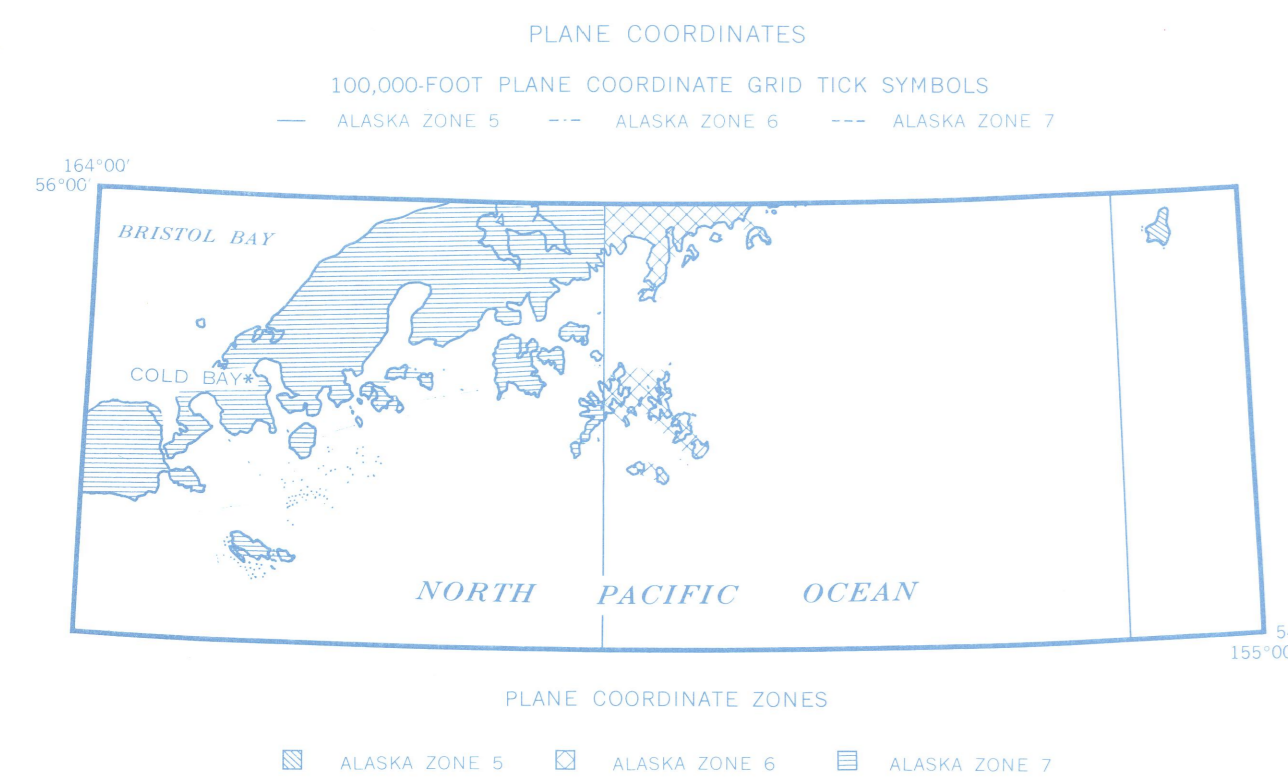 PLANE COORDINATES
100,000-FOOT PLANE COORDINATE GRID TICK SYMBOLS
ALASKA ZONE 5 ALASKA ZONE 6 ALASKA ZONE 7
164°00′
56°00′
BRISTOL BAY
COLD BAY*
NORTH PACIFIC OCEAN
155°00
PLANE COORDINATE ZONES
ALASKA ZONE 5 ALASKA ZONE 6 ALASKA ZONE 7